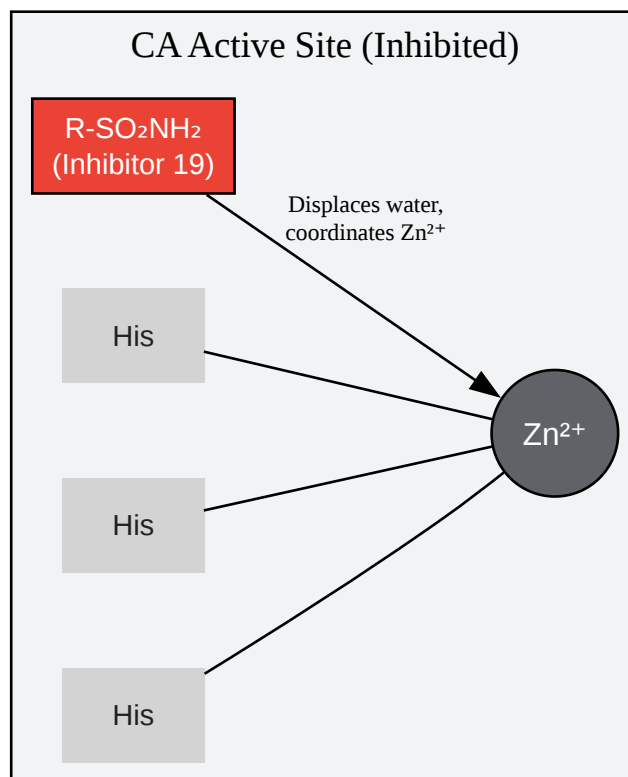 CA Active Site (Inhibited)
R-SO₂NH₂
(Inhibitor 19)
Displaces water,
coordinates Zn²⁺
His
Zn²⁺
His
His